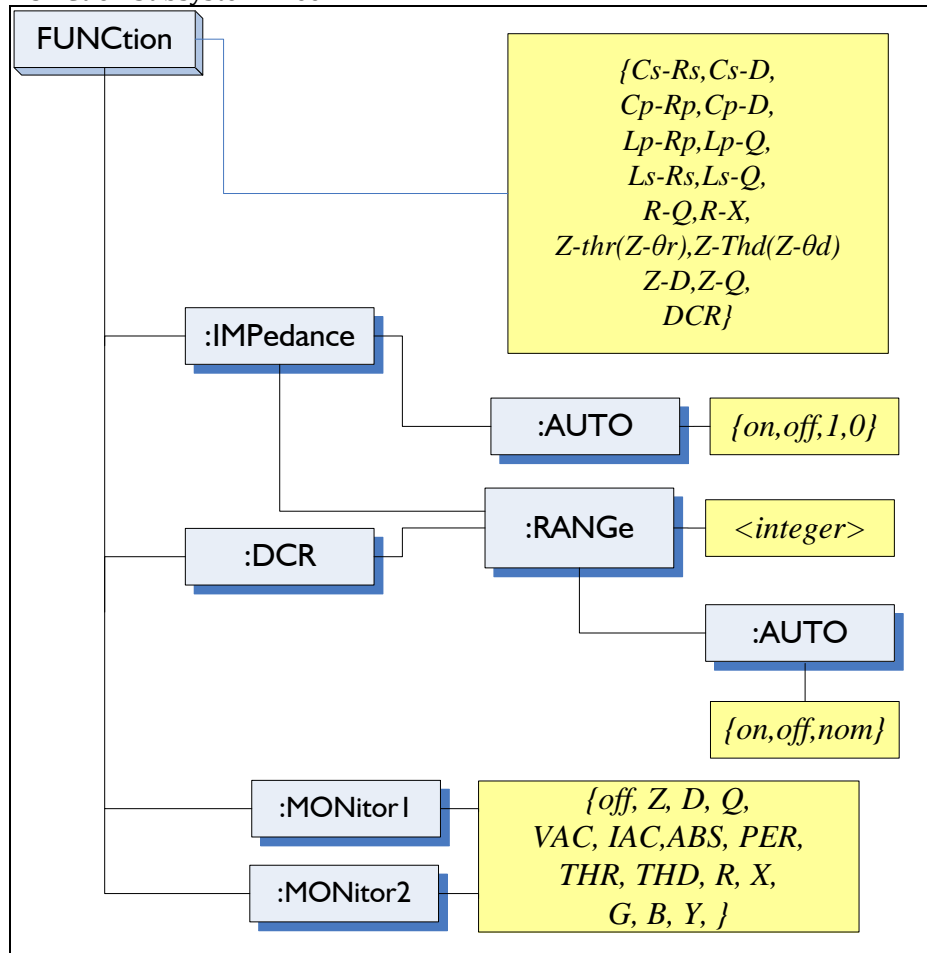 FUNCtion
{Cs-Rs,Cs-D,
Cp-Rp,Cp-D,
Lp-Rp,Lp-Q,
Ls-Rs,Ls-Q,
R-Q,R-X,
Z-thr(Z-θr),Z-Thd(Z-θd)
Z-D,Z-Q,
DCR}
:IMPedance
:AUTO
{on,off,1,0}
:RANGe
<integer>
:DCR
:AUTO
{on,off,nom}
:MONitor1
{off, Z, D, Q,
VAC, IAC,ABS, PER,
THR, THD, R, X,
G, B, Y, }
:MONitor2